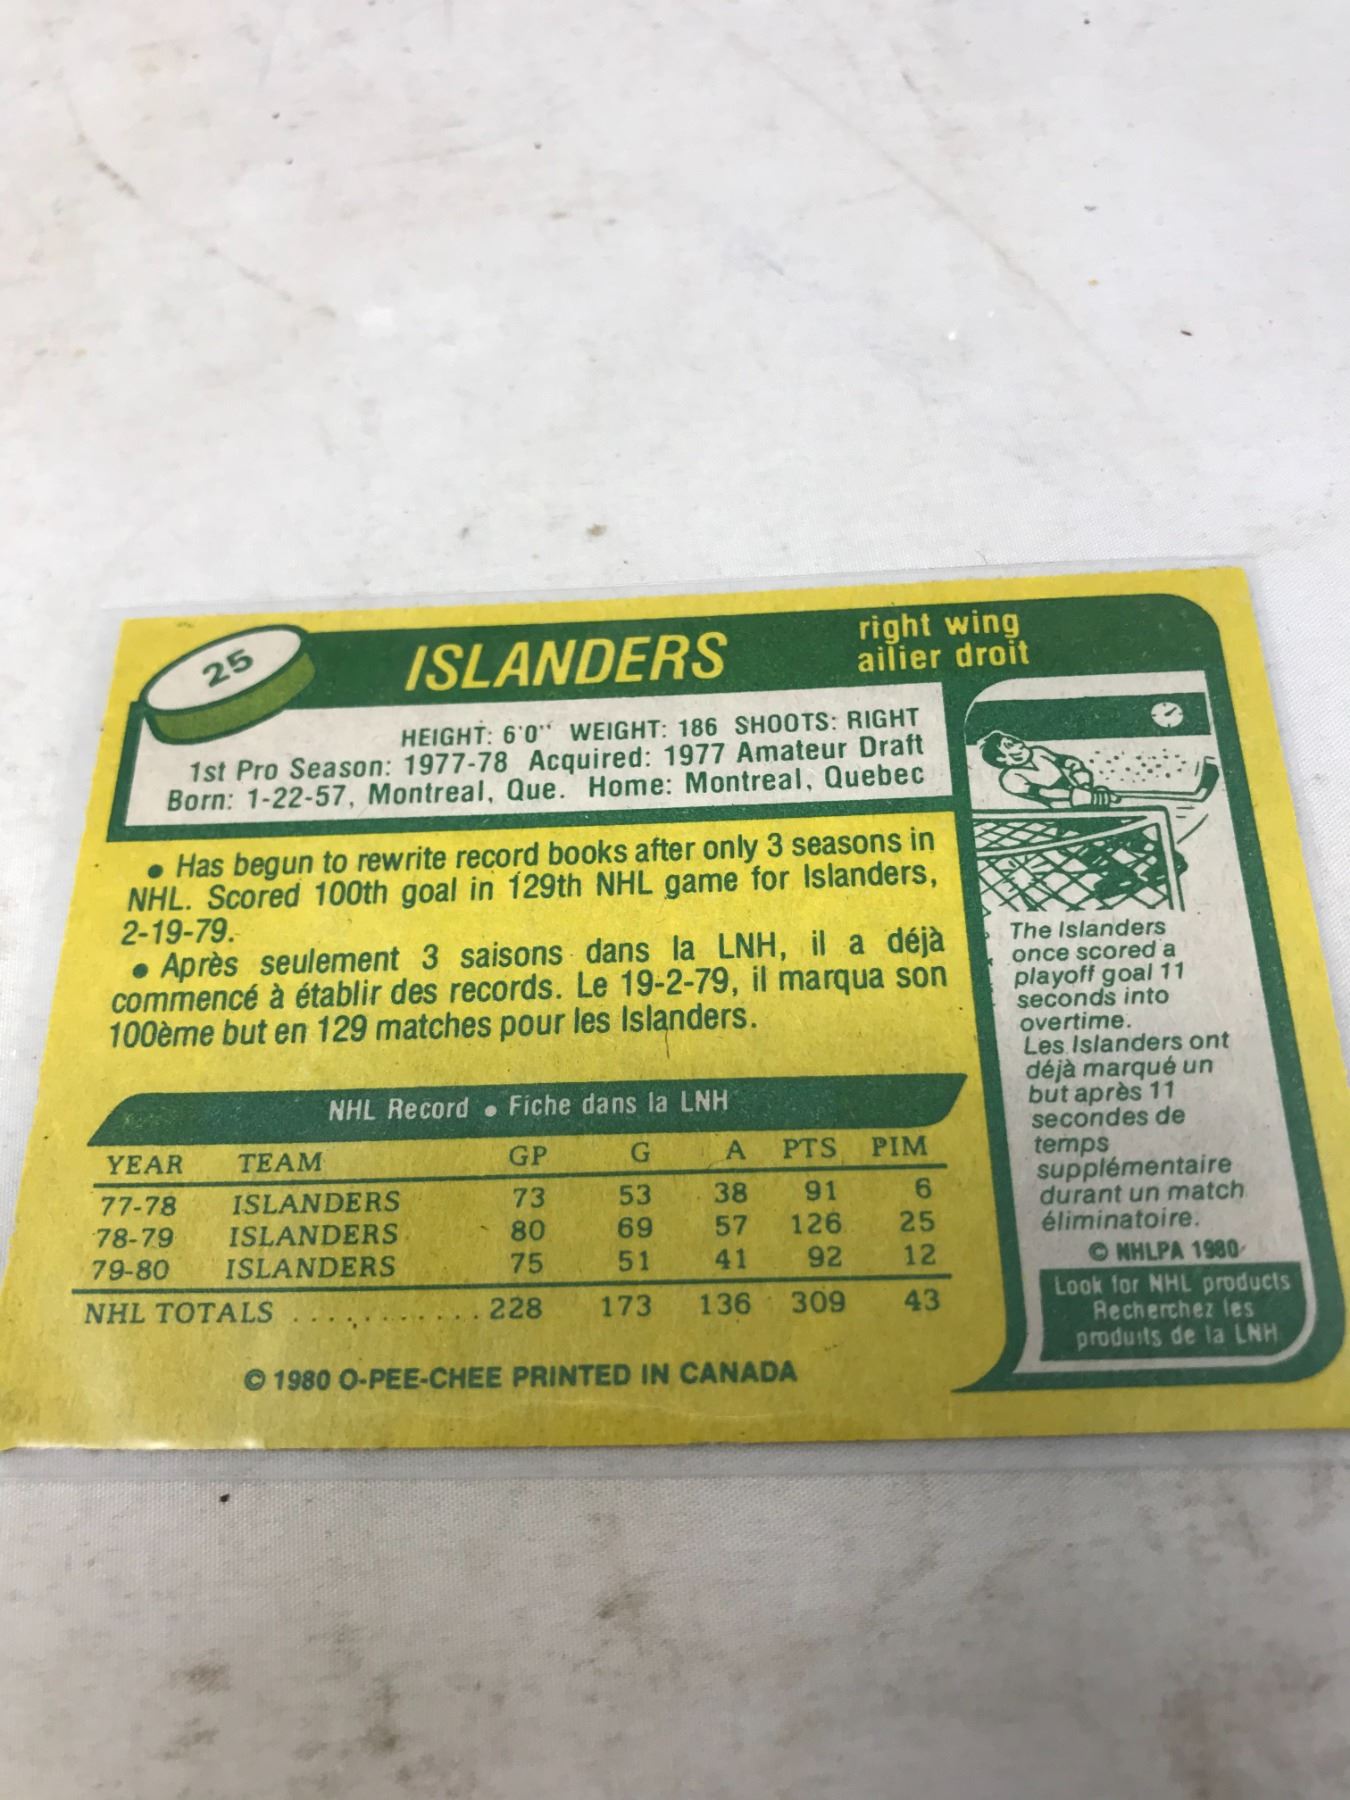 25
ISLANDERS
right wing
ailier droit
HEIGHT: 6'0" WEIGHT: 186 SHOOTS: RIGHT
1st Pro Season: 1977-78 Acquired: 1977 Amateur Draft
Born: 1-22-57, Montreal, Que. Home: Montreal, Quebec
• Has begun to rewrite record books after only 3 seasons in
NHL. Scored 100th goal in 129th NHL game for Islanders,
2-19-79.
• Après seulement 3 saisons dans la LNH, il a déjà
commencé à établir des records. Le 19-2-79, il marqua son
100ème but en 129 matches pour les Islanders.
NHL Record • Fiche dans la LNH
YEAR TEAM GP G A PTS PIM
77-78 ISLANDERS 73 53 38 91 6
78-79 ISLANDERS 80 69 57 126 25
79-80 ISLANDERS 75 51 41 92 12
NHL TOTALS ............ 228 173 136 309 43
© 1980 O-PEE-CHEE PRINTED IN CANADA
The Islanders
once scored a
playoff goal 11
seconds into
overtime.
Les Islanders ont
déjà marqué un
but après 11
secondes de
temps
supplémentaire
durant un match
éliminatoire.
© NHLPA 1980
Look for NHL products
Recherchez les
produits de la LNH